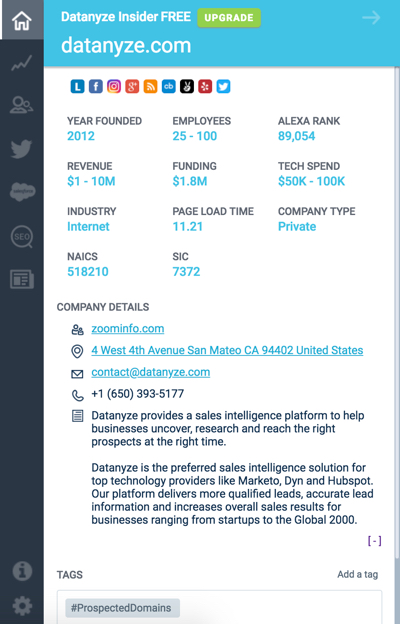 Datanyze Insider FREE UPGRADE
datanyze.com
L f g+ cb
YEAR FOUNDED EMPLOYEES ALEXA RANK
2012 25 - 100 89,054
REVENUE FUNDING TECH SPEND
$1 - 10M $1.8M $50K - 100K
INDUSTRY PAGE LOAD TIME COMPANY TYPE
Internet 11.21 Private
NAICS SIC
518210 7372
salesforce
SEO
COMPANY DETAILS
zoominfo.com
4 West 4th Avenue San Mateo CA 94402 United States
contact@datanyze.com
+1 (650) 393-5177
Datanyze provides a sales intelligence platform to help
businesses uncover, research and reach the right
prospects at the right time.
Datanyze is the preferred sales intelligence solution for
top technology providers like Marketo, Dyn and Hubspot.
Our platform delivers more qualified leads, accurate lead
information and increases overall sales results for
businesses ranging from startups to the Global 2000.
[ - ]
TAGS Add a tag
#ProspectedDomains